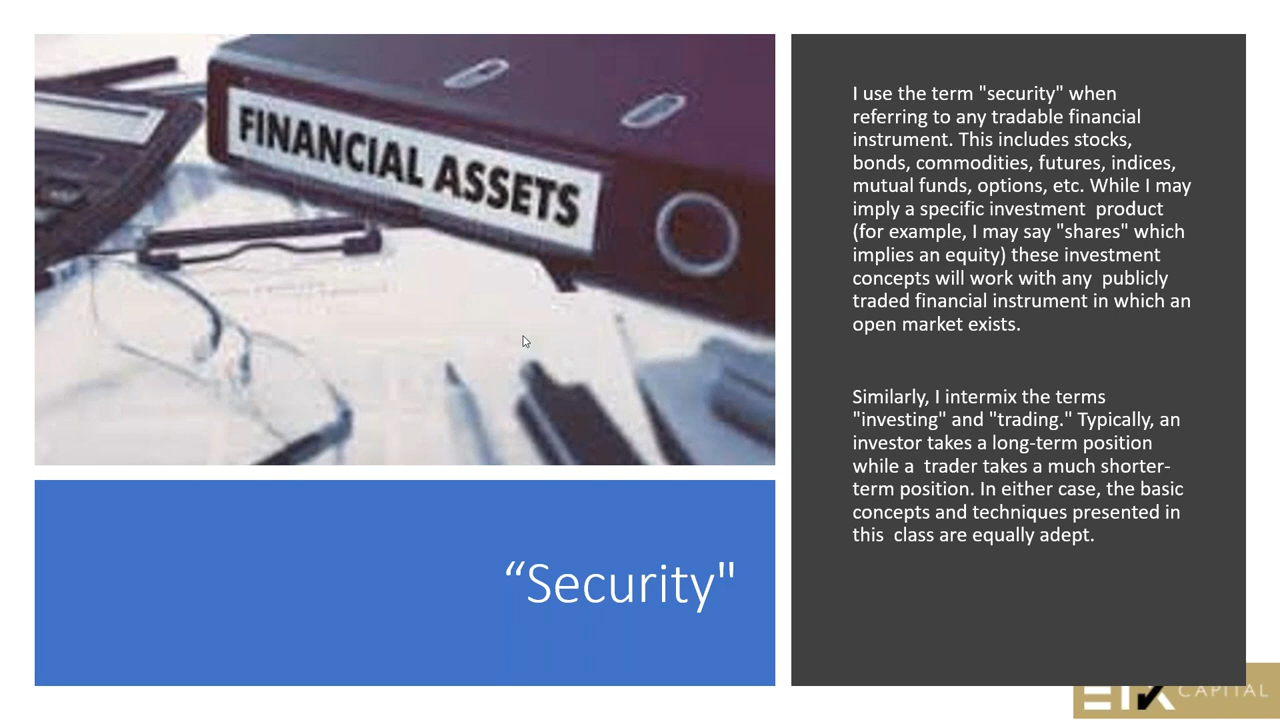 FINANCIAL ASSETS
“Security"
I use the term "security" when
referring to any tradable financial
instrument. This includes stocks,
bonds, commodities, futures, indices,
mutual funds, options, etc. While I may
imply a specific investment  product
(for example, I may say "shares" which
implies an equity) these investment
concepts will work with any  publicly
traded financial instrument in which an
open market exists.
Similarly, I intermix the terms
"investing" and "trading." Typically, an
investor takes a long-term position
while a  trader takes a much shorter-
term position. In either case, the basic
concepts and techniques presented in
this  class are equally adept.
CAPITAL